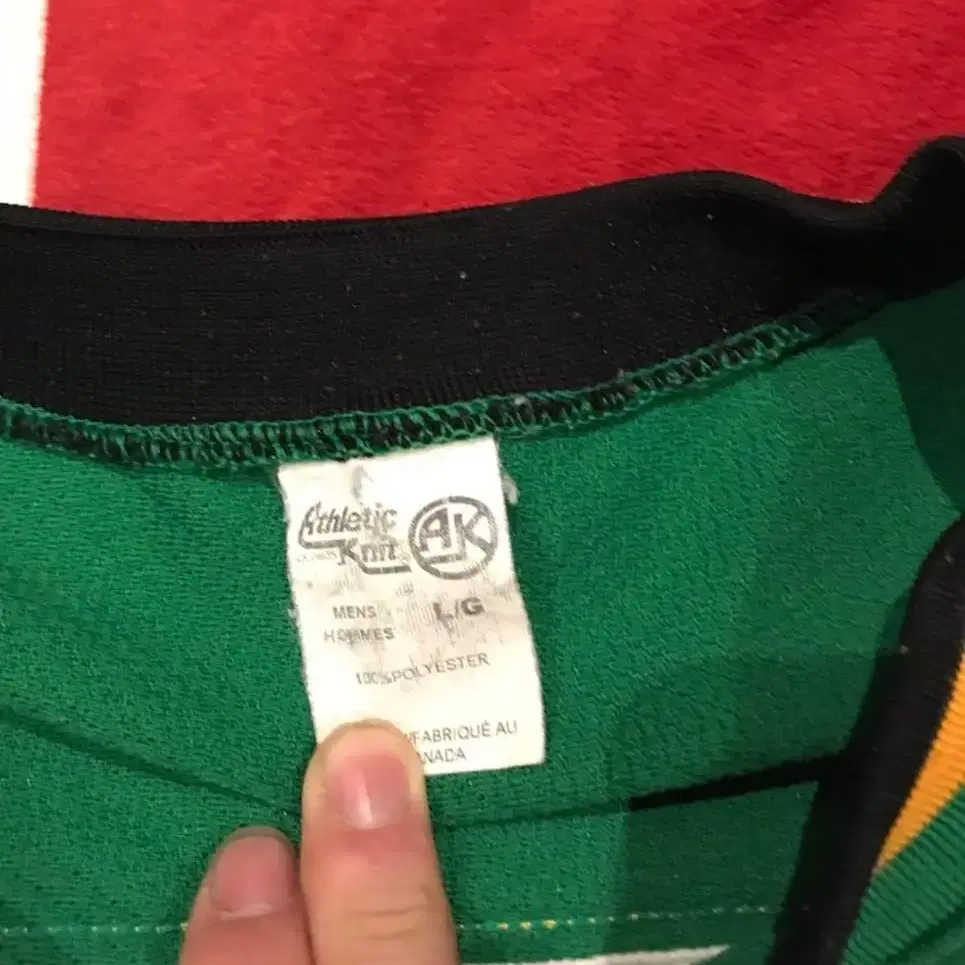 Athletic
Knit
AK
MENS L/G
HOMMES
100% POLYESTER
/FABRIQUÉ AU
NADA